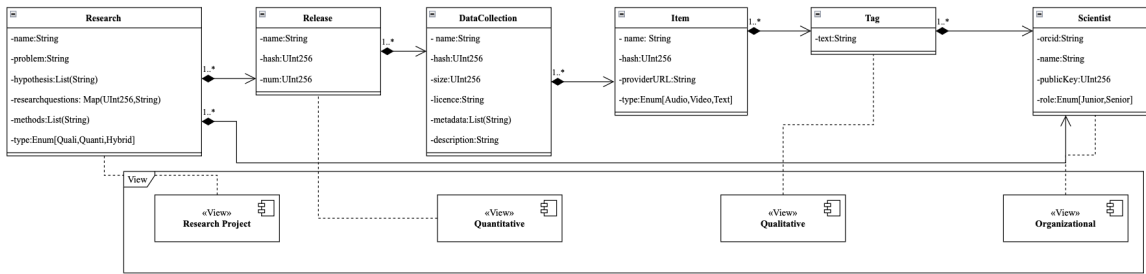 Research
-name:String
-problem:String
-hypothesis:List(String)
-researchquestions: Map(UInt256,String)
-methods:List(String)
-type:Enum[Quali,Quanti,Hybrid]
1..*
1..*
Release
-name:String
-hash:UInt256
-num:UInt256
1..*
DataCollection
- name:String
-hash:UInt256
-size:UInt256
-licence:String
-metadata:List(String)
-description:String
1..*
Item
- name: String
-hash:UInt256
-providerURL:String
-type:Enum[Audio,Video,Text]
1..*
Tag
-text:String
1..*
Scientist
-orcid:String
-name:String
-publicKey:UInt256
-role:Enum[Junior,Senior]
View
«View»
Research Project
«View»
Quantitative
«View»
Qualitative
«View»
Organizational